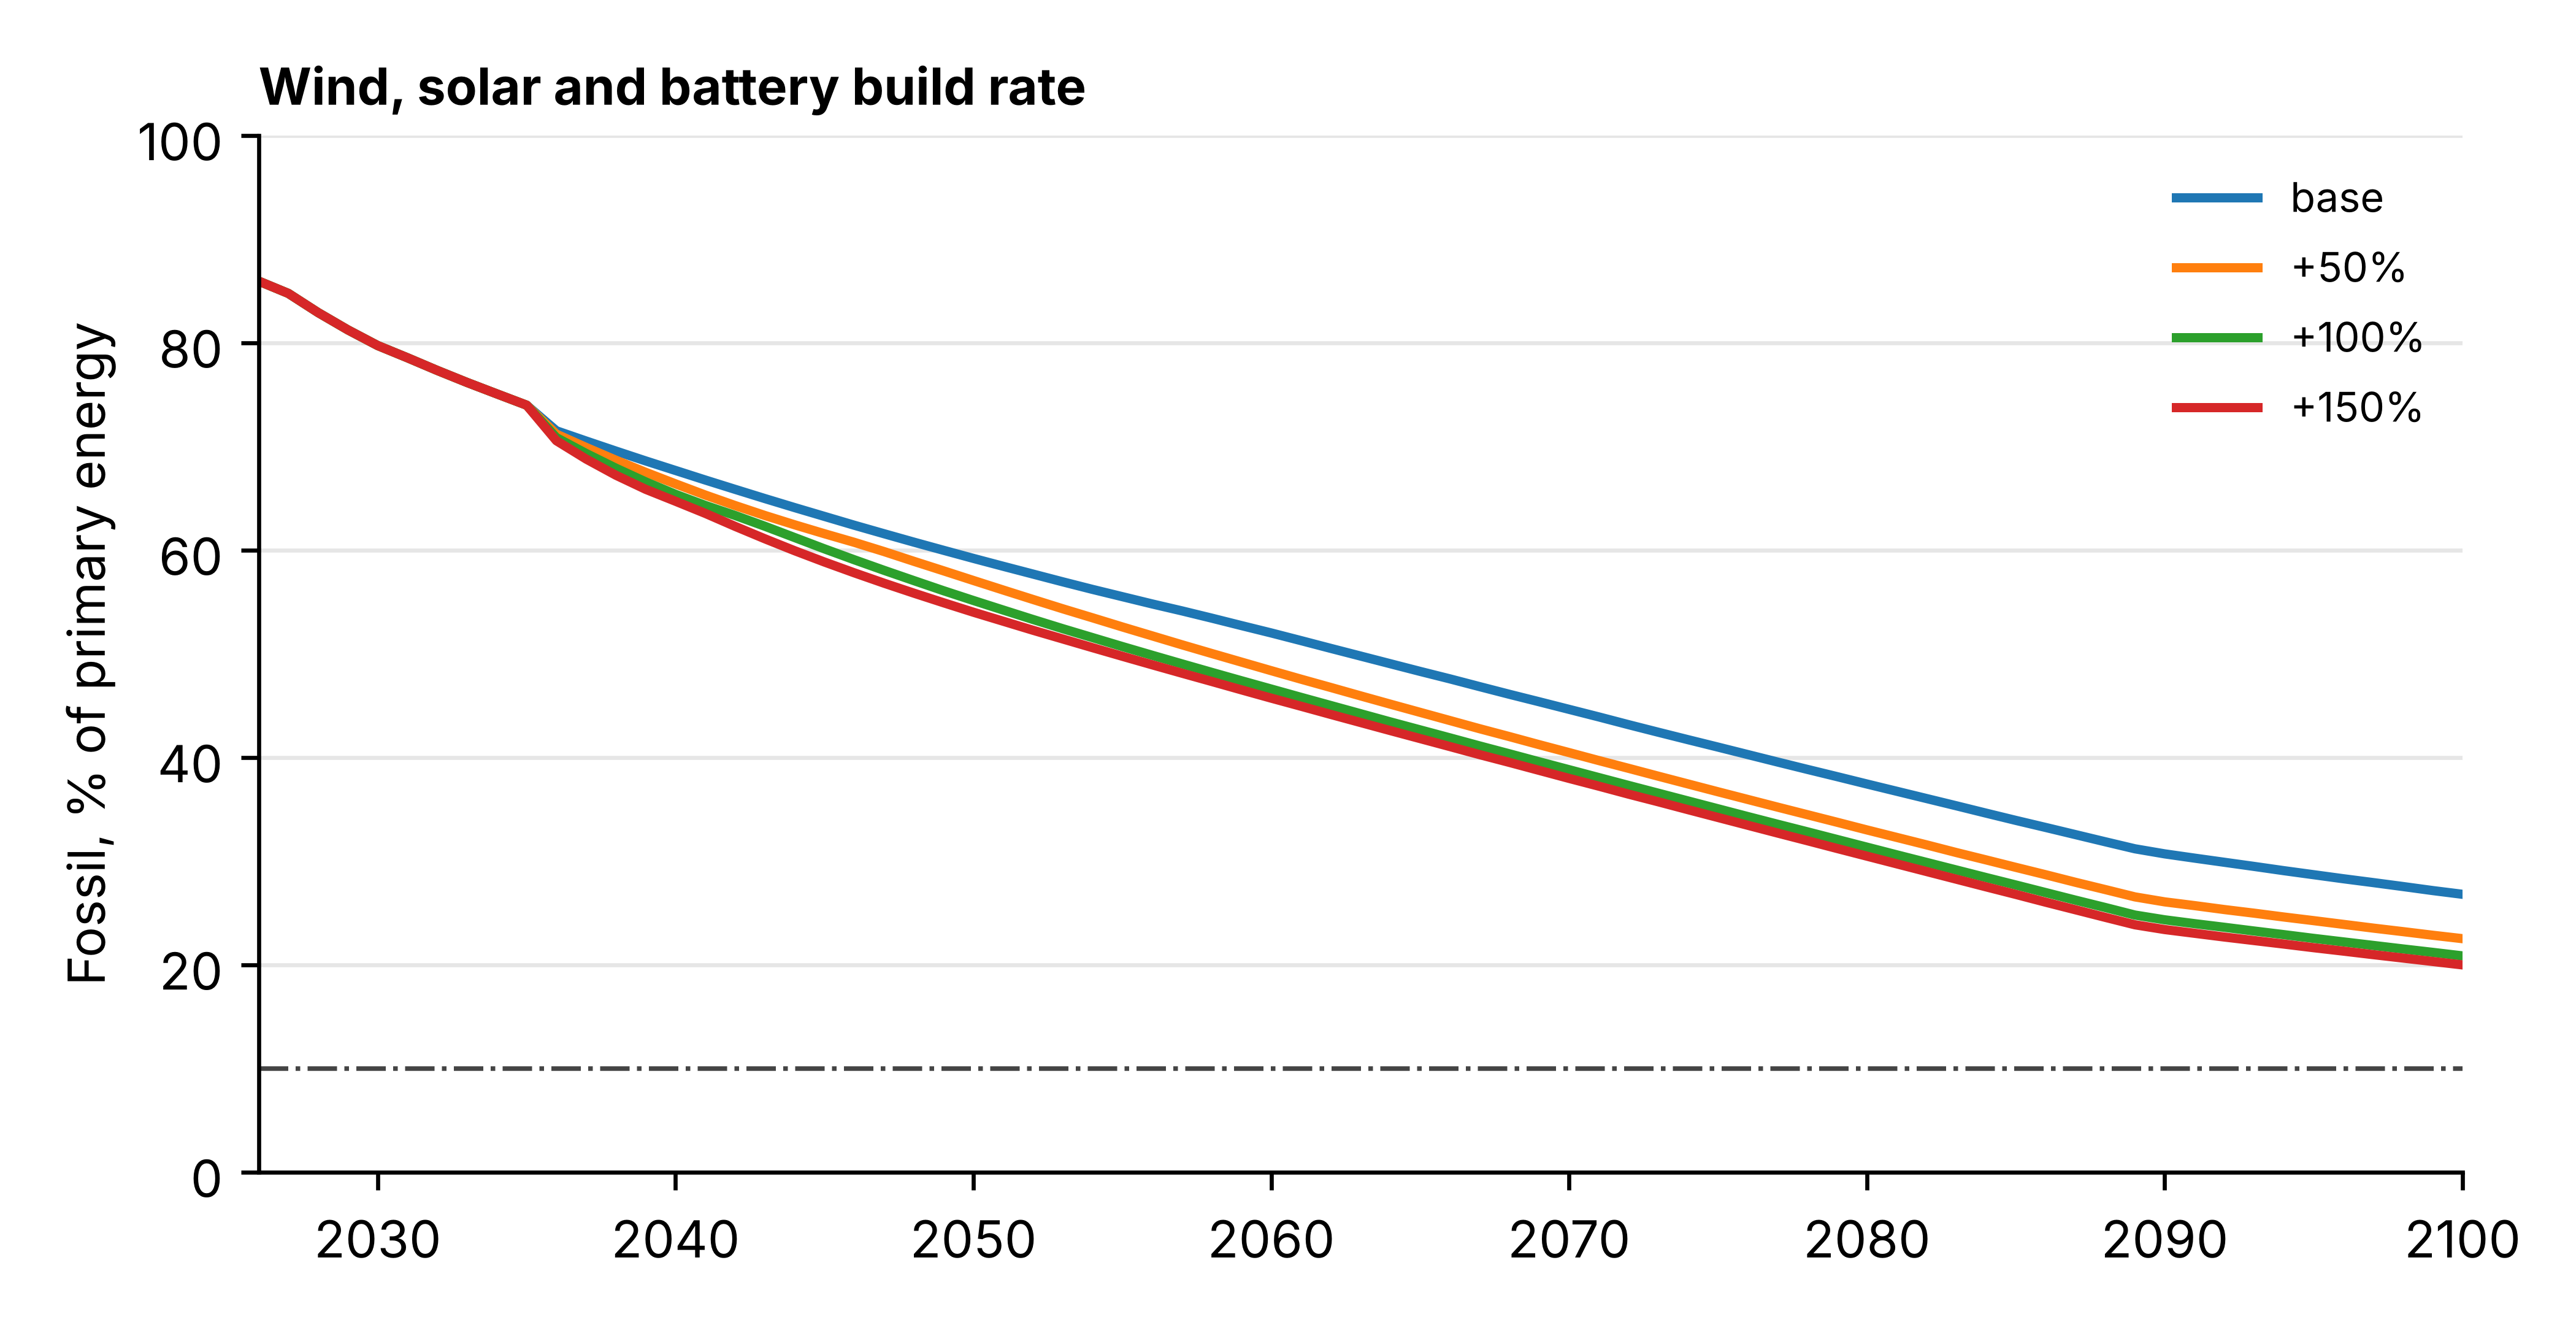 Wind, solar and battery build rate
Fossil, % of primary energy
100
80
60
40
20
0
base
+50%
+100%
+150%
2030 2040 2050 2060 2070 2080 2090 2100